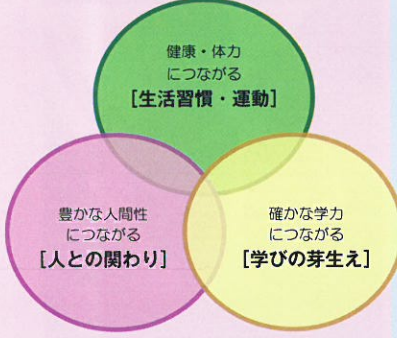 健康・体力
につながる
[生活習慣・運動]
豊かな人間性
につながる
[人との関わり]
確かな学力
につながる
[学びの芽生え]